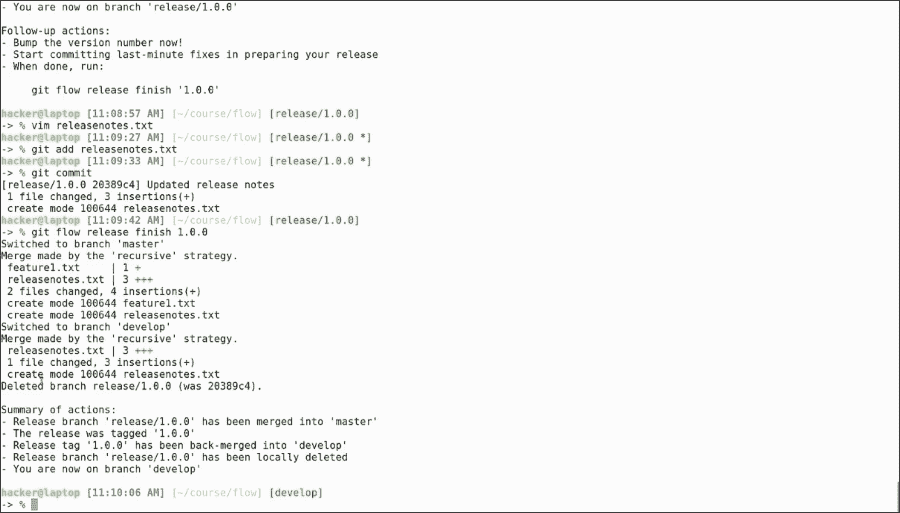 - You are now on branch 'release/1.0.0'
Follow-up actions:
- Bump the version number now!
- Start committing last-minute fixes in preparing your release
- When done, run:
git flow release finish '1.0.0'
hacker@laptop [11:08:57 AM] [~/course/flow] [release/1.0.0]
-> % vim releasenotes.txt
hacker@laptop [11:09:27 AM] [~/course/flow] [release/1.0.0 *]
-> % git add releasenotes.txt
hacker@laptop [11:09:33 AM] [~/course/flow] [release/1.0.0 *]
-> % git commit
[release/1.0.0 20389c4] Updated release notes
1 file changed, 3 insertions(+)
create mode 100644 releasenotes.txt
hacker@laptop [11:09:42 AM] [~/course/flow] [release/1.0.0]
-> % git flow release finish 1.0.0
Switched to branch 'master'
Merge made by the 'recursive' strategy.
feature1.txt     | 1 +
releasenotes.txt | 3 +++
2 files changed, 4 insertions(+)
create mode 100644 feature1.txt
create mode 100644 releasenotes.txt
Switched to branch 'develop'
Merge made by the 'recursive' strategy.
releasenotes.txt | 3 +++
1 file changed, 3 insertions(+)
create mode 100644 releasenotes.txt
Deleted branch release/1.0.0 (was 20389c4).
Summary of actions:
- Release branch 'release/1.0.0' has been merged into 'master'
- The release was tagged '1.0.0'
- Release tag '1.0.0' has been back-merged into 'develop'
- Release branch 'release/1.0.0' has been locally deleted
- You are now on branch 'develop'
hacker@laptop [11:10:06 AM] [~/course/flow] [develop]
-> %